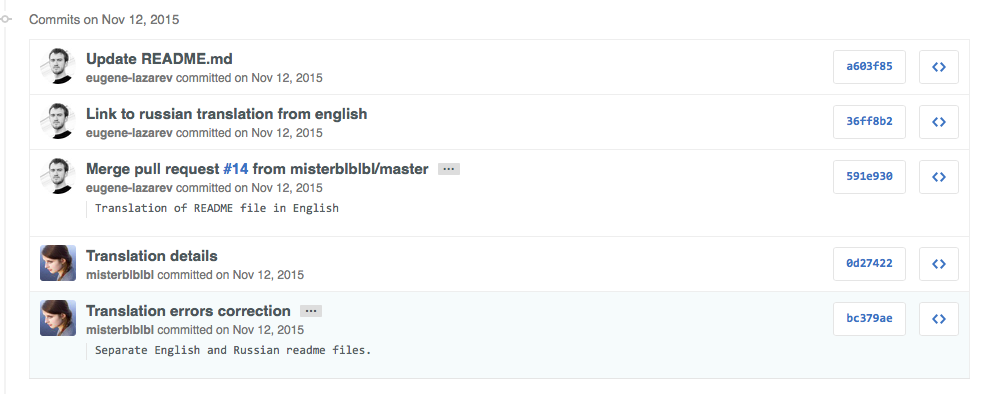 Commits on Nov 12, 2015
Update README.md
eugene-lazarev committed on Nov 12, 2015
a603f85
Link to russian translation from english
eugene-lazarev committed on Nov 12, 2015
36ff8b2
Merge pull request #14 from misterblblbl/master ...
eugene-lazarev committed on Nov 12, 2015
Translation of README file in English
591e930
Translation details
misterblblbl committed on Nov 12, 2015
0d27422
Translation errors correction ...
misterblblbl committed on Nov 12, 2015
Separate English and Russian readme files.
bc379ae